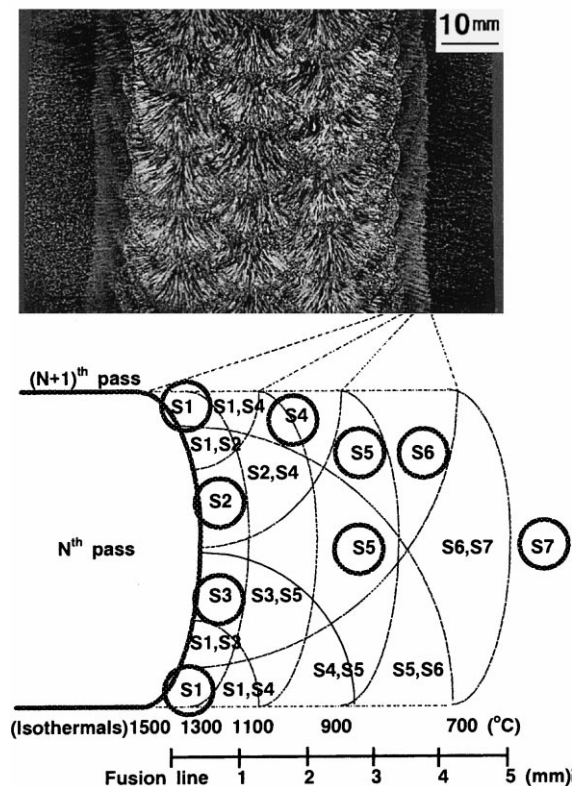 10 mm
(N+1)th pass
S1 S1,S4 S4
S1,S2
S2,S4 S5 S6
S2
Nth pass S5 S6,S7 S7
S3 S3,S5
S1,S3
S4,S5 S5,S6
S1 S1,S4
(Isothermals) 1500 1300 1100 900 700 (°C)
Fusion line 1 2 3 4 5 (mm)